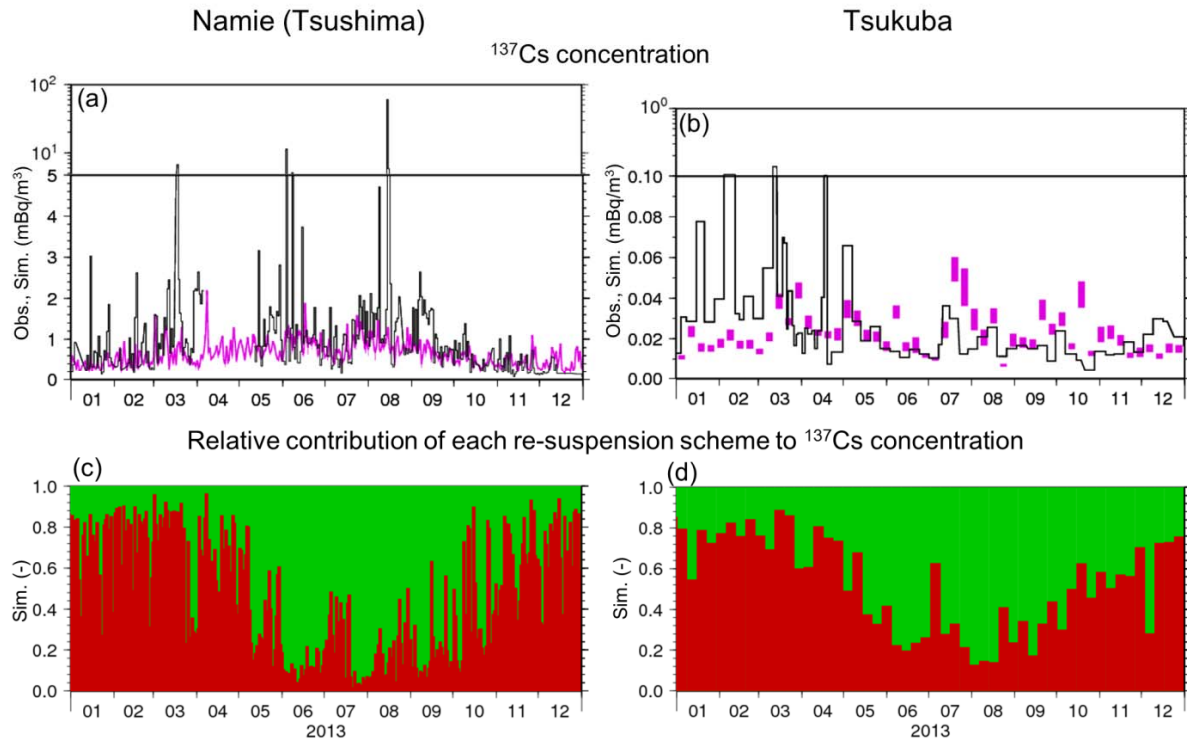 Namie (Tsushima)
Tsukuba
¹³⁷Cs concentration
(a)
10²
10¹
5
4
3
2
1
0
Obs., Sim. (mBq/m³)
01 02 03 04 05 06 07 08 09 10 11 12
(b)
10⁰
0.10
0.08
0.06
0.04
0.02
0.00
Obs., Sim. (mBq/m³)
01 02 03 04 05 06 07 08 09 10 11 12
Relative contribution of each re-suspension scheme to ¹³⁷Cs concentration
(c)
1.0
0.8
0.6
0.4
0.2
0.0
Sim. (-)
01 02 03 04 05 06 07 08 09 10 11 12
2013
(d)
1.0
0.8
0.6
0.4
0.2
0.0
Sim. (-)
01 02 03 04 05 06 07 08 09 10 11 12
2013